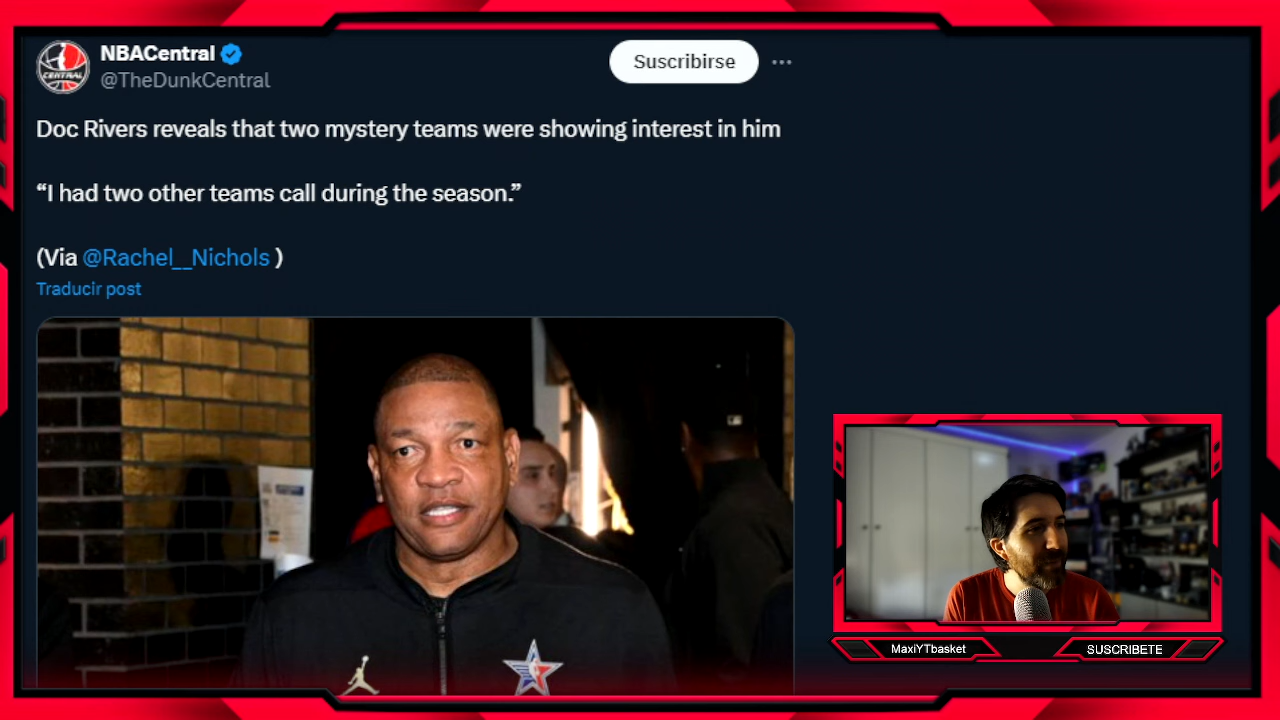 NBACentral
@TheDunkCentral
Suscribirse
Doc Rivers reveals that two mystery teams were showing interest in him
“I had two other teams call during the season.”
(Via @Rachel__Nichols )
Traducir post
CENTRAL
MaxiYTbasket
SUSCRIBETE